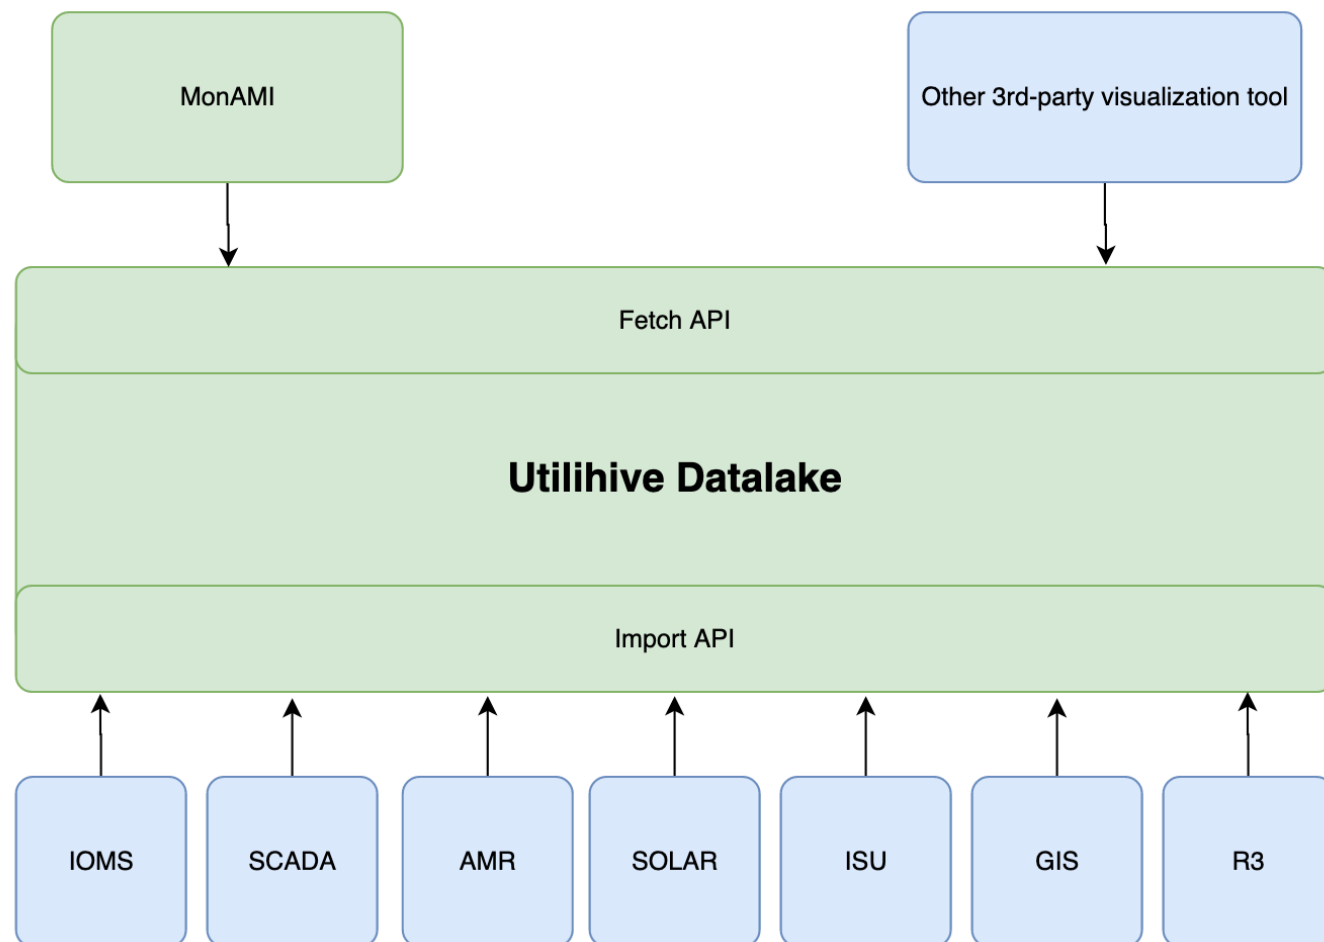 MonAMI
Other 3rd-party visualization tool
Fetch API
Utilihive Datalake
Import API
IOMS
SCADA
AMR
SOLAR
ISU
GIS
R3